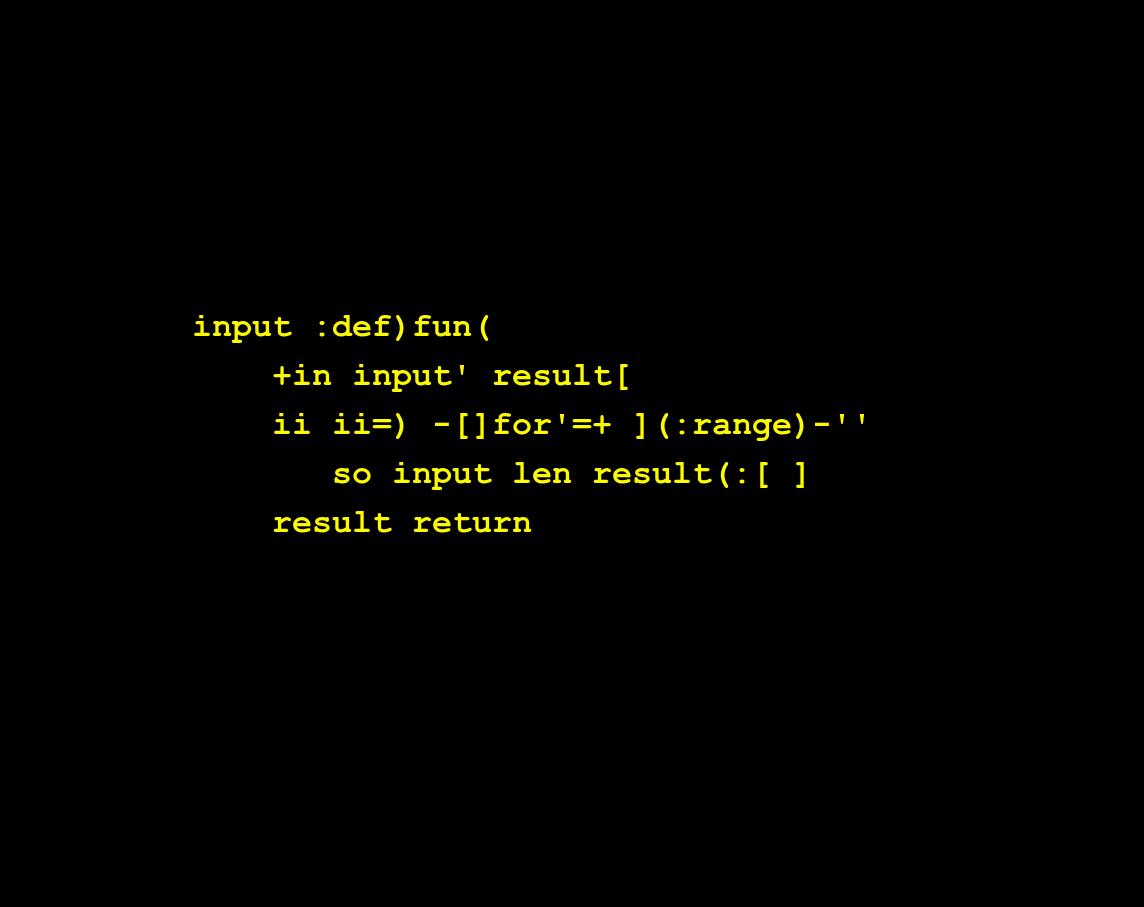 input :def)fun(
+in input' result[
ii ii=) -[]for'=+ ](:range)-''
so input len result(:[ ]
result return